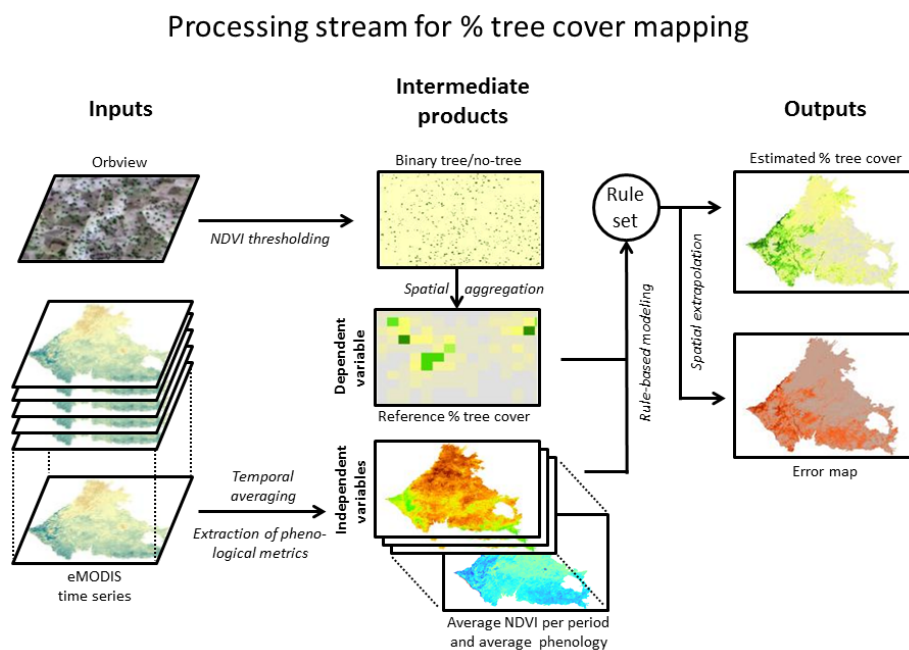 Processing stream for % tree cover mapping
Inputs
Intermediate
products
Outputs
Orbview
Binary tree/no-tree
Estimated % tree cover
NDVI thresholding
Rule
set
Spatial
aggregation
Dependent
variable
Reference % tree cover
Rule-based modeling
Spatial extrapolation
Error map
Temporal
averaging
Extraction of pheno-
logical metrics
Independent
variables
eMODIS
time series
Average NDVI per period
and average phenology